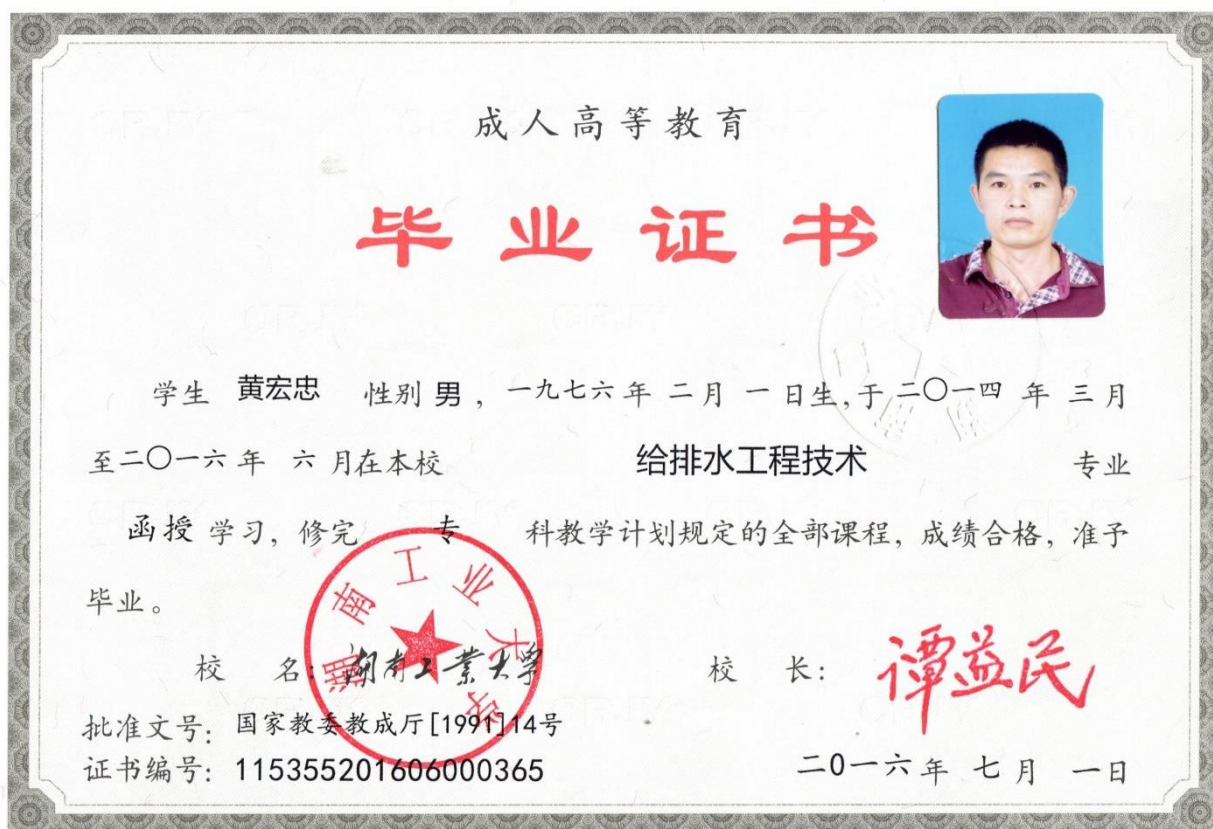 成人高等教育
毕业证书
学生 黄宏忠 性别 男 , 一九七六 年 二 月 一 日生,于 二〇一四 年 三 月
至 二〇一六 年 六 月在本校 给排水工程技术 专业
函授 学习, 修完 专 科教学计划规定的全部课程, 成绩合格, 准予
毕业。
湖南工业大学
校 名: 湖南工業大学 校 长: 谭益民
批准文号: 国家教委教成厅[1991]14号
证书编号: 115355201606000365 二0一六 年 七 月 一 日